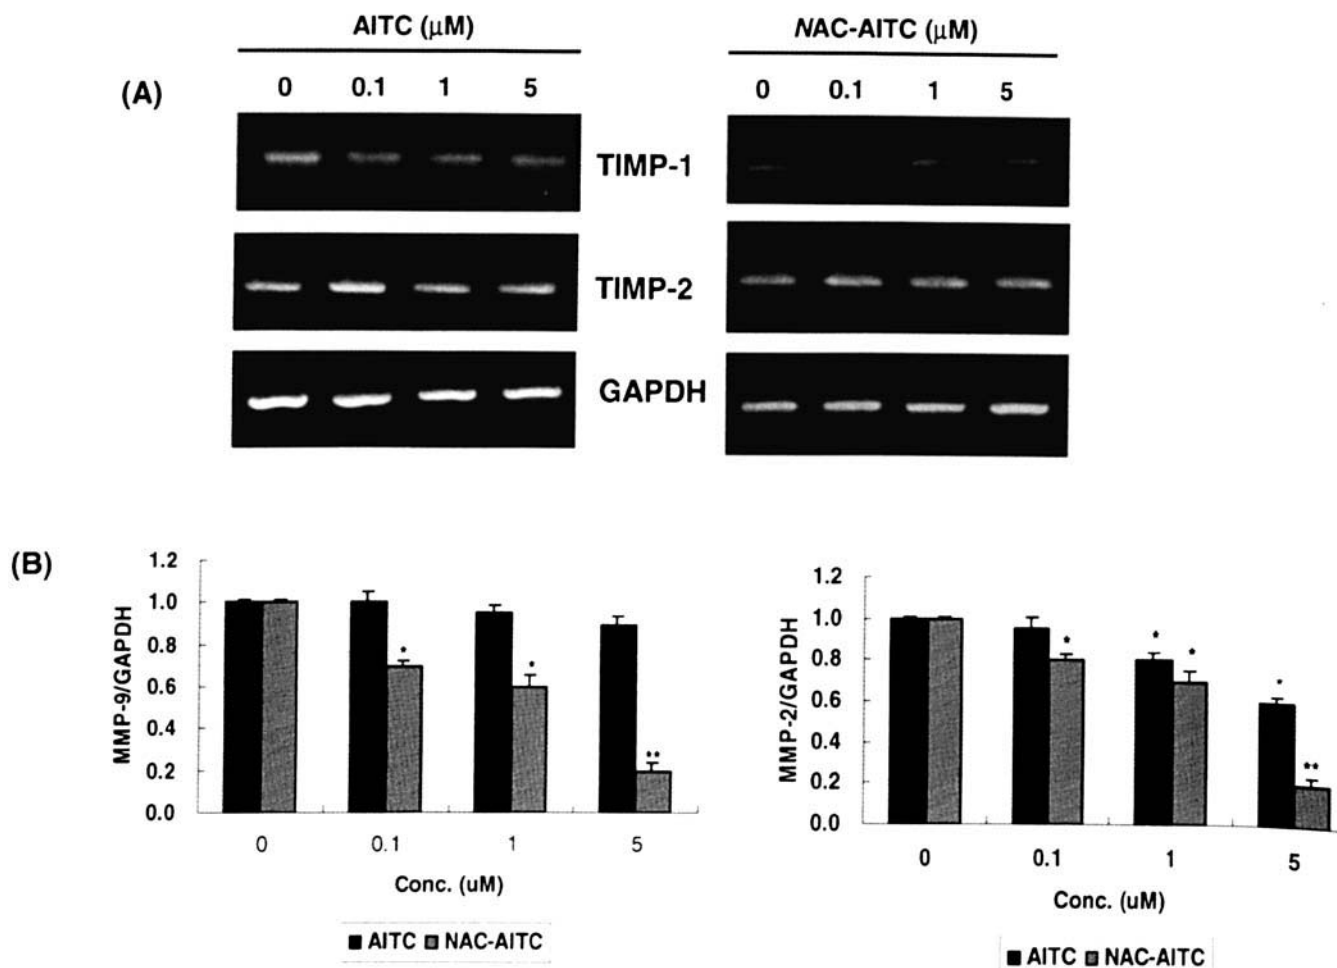 AITC (μM)
NAC-AITC (μM)
(A)
0 0.1 1 5
0 0.1 1 5
TIMP-1
TIMP-2
GAPDH
(B)
MMP-9/GAPDH
1.2
1.0
0.8
0.6
0.4
0.2
0.0
* * **
0 0.1 1 5
Conc. (uM)
AITC NAC-AITC
MMP-2/GAPDH
1.2
1.0
0.8
0.6
0.4
0.2
0.0
* * * * **
0 0.1 1 5
Conc. (uM)
AITC NAC-AITC